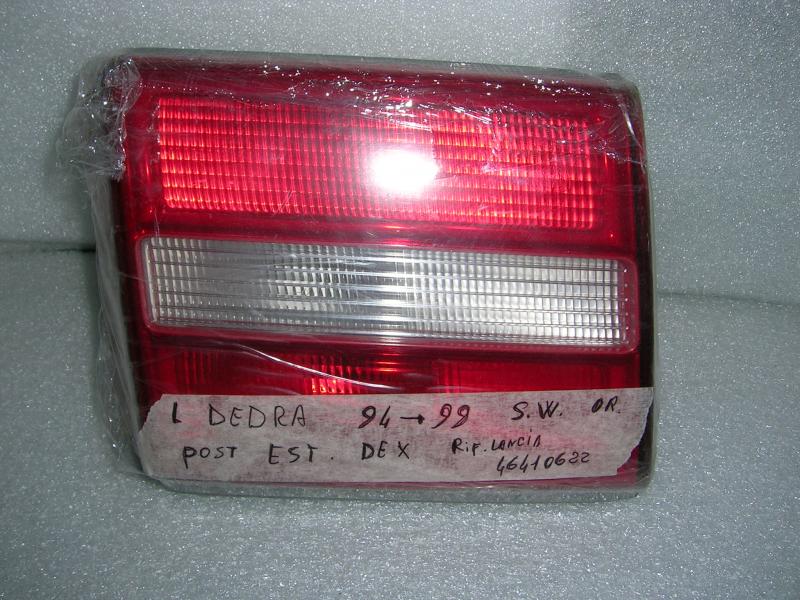 L DEDRA 94→99 S.W. OR.
POST EST. DEX Rif. LANCIA
46410622